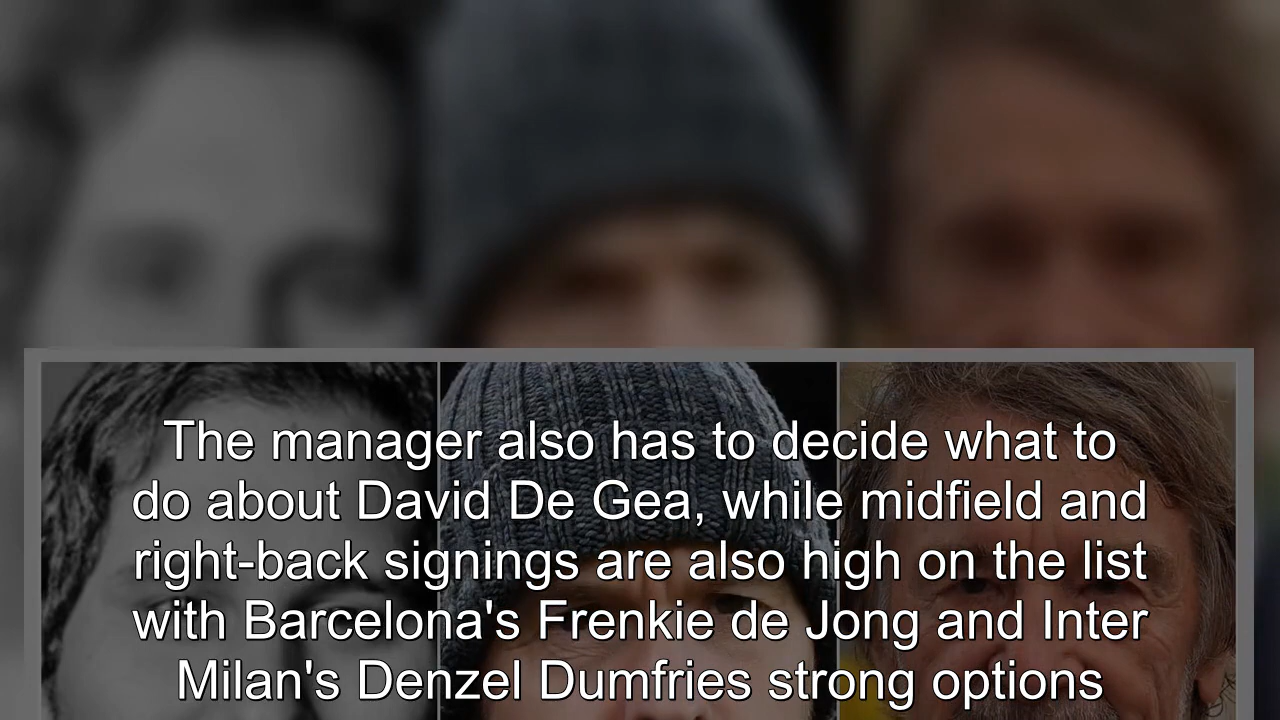 The manager also has to decide what to
do about David De Gea, while midfield and
right-back signings are also high on the list
with Barcelona's Frenkie de Jong and Inter
Milan's Denzel Dumfries strong options